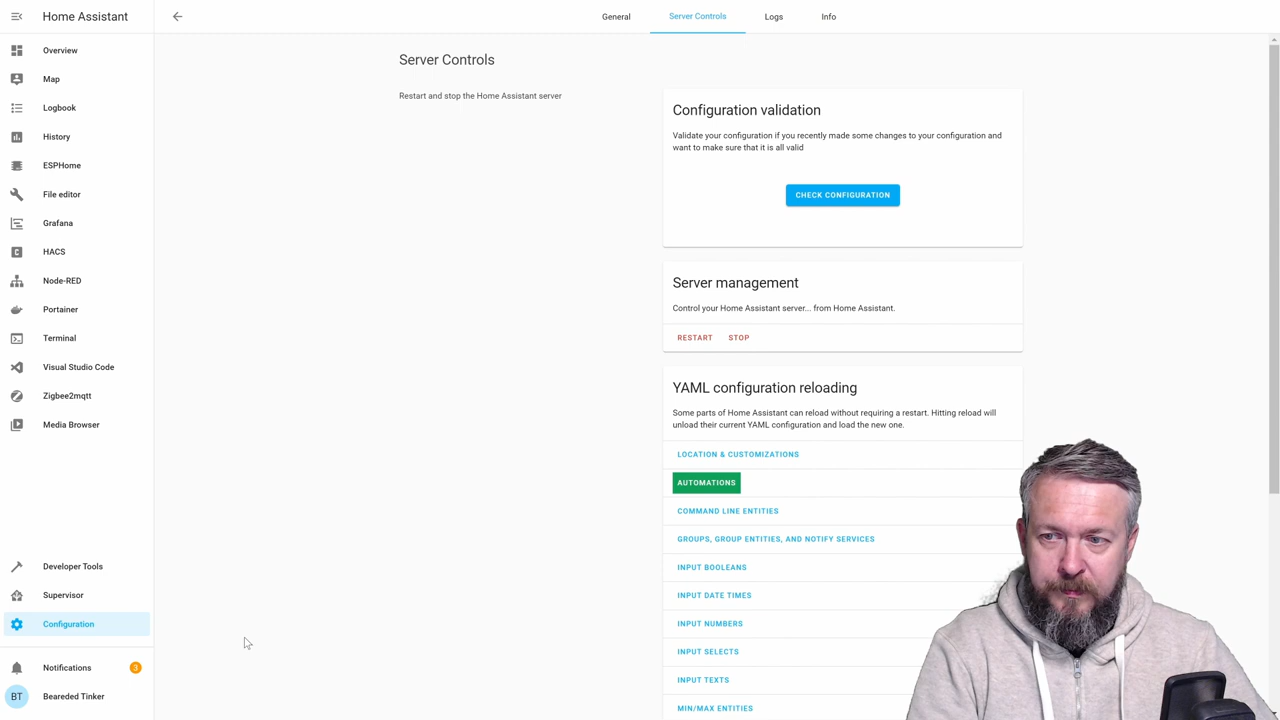 Home Assistant
Overview
Map
Logbook
History
ESPHome
File editor
Grafana
HACS
Node-RED
Portainer
Terminal
Visual Studio Code
Zigbee2mqtt
Media Browser
Developer Tools
Supervisor
Configuration
Notifications
3
BT
Beareded Tinker
General
Server Controls
Logs
Info
Server Controls
Restart and stop the Home Assistant server
Configuration validation
Validate your configuration if you recently made some changes to your configuration and
want to make sure that it is all valid
CHECK CONFIGURATION
Server management
Control your Home Assistant server... from Home Assistant.
RESTART
STOP
YAML configuration reloading
Some parts of Home Assistant can reload without requiring a restart. Hitting reload will
unload their current YAML configuration and load the new one.
LOCATION & CUSTOMIZATIONS
AUTOMATIONS
COMMAND LINE ENTITIES
GROUPS, GROUP ENTITIES, AND NOTIFY SERVICES
INPUT BOOLEANS
INPUT DATE TIMES
INPUT NUMBERS
INPUT SELECTS
INPUT TEXTS
MIN/MAX ENTITIES